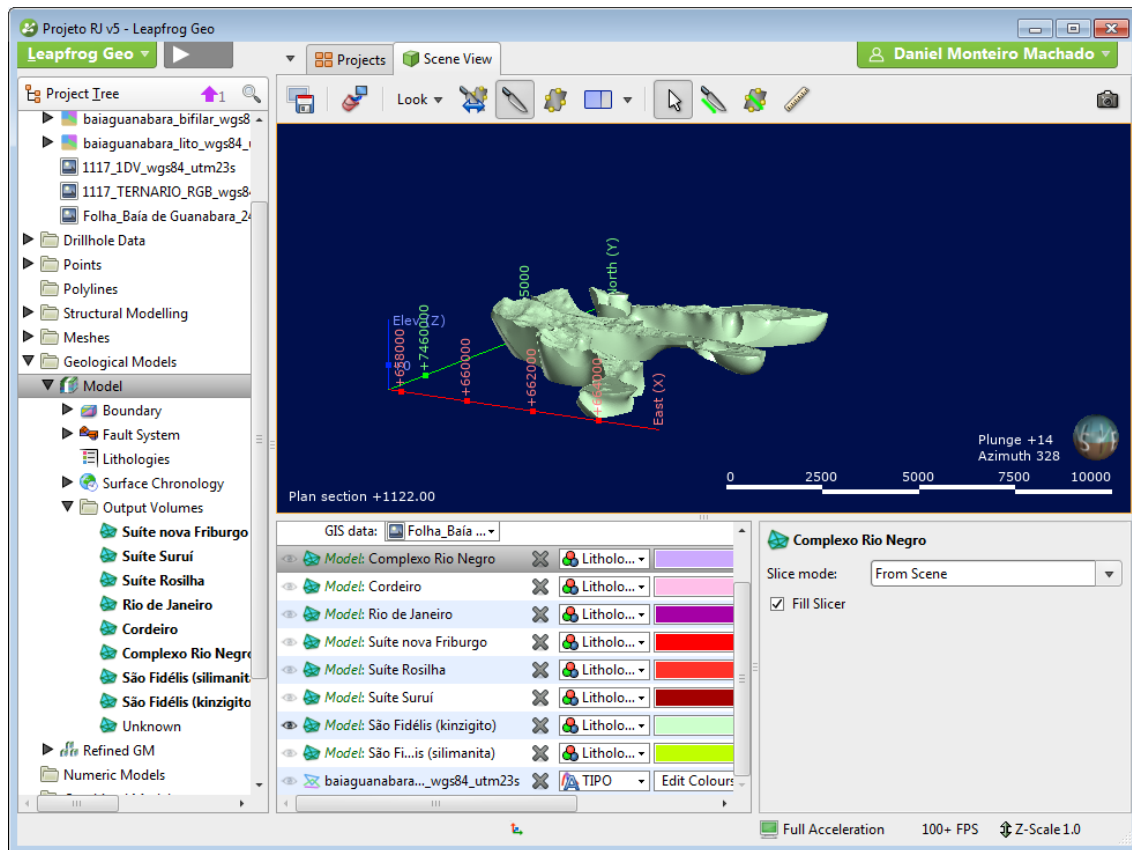 Projeto RJ v5 - Leapfrog Geo
Leapfrog Geo
Projects
Scene View
Daniel Monteiro Machado
Project Tree
1
Look
baiaguanabara_bifilar_wgs8
baiaguanabara_lito_wgs84_
1117_1DV_wgs84_utm23s
1117_TERNARIO_RGB_wgs8
Folha_Baía de Guanabara_24
Drillhole Data
Points
Polylines
Structural Modelling
Meshes
Geological Models
Model
Boundary
Fault System
Lithologies
Surface Chronology
Output Volumes
Suíte nova Friburgo
Suíte Suruí
Suíte Rosilha
Rio de Janeiro
Cordeiro
Complexo Rio Negro
São Fidélis (silimanit
São Fidélis (kinzigito
Unknown
Refined GM
Numeric Models
Elev (Z)
+658000
+7460000
+660000
+662000
+664000
East (X)
5000
North (Y)
Plunge +14
Azimuth 328
0 2500 5000 7500 10000
Plan section +1122.00
GIS data: Folha_Baía ...
Model: Complexo Rio Negro Litholo...
Model: Cordeiro Litholo...
Model: Rio de Janeiro Litholo...
Model: Suíte nova Friburgo Litholo...
Model: Suíte Rosilha Litholo...
Model: Suíte Suruí Litholo...
Model: São Fidélis (kinzigito) Litholo...
Model: São Fi...is (silimanita) Litholo...
baiaguanabara..._wgs84_utm23s TIPO Edit Colours
Complexo Rio Negro
Slice mode: From Scene
Fill Slicer
Full Acceleration 100+ FPS Z-Scale 1.0